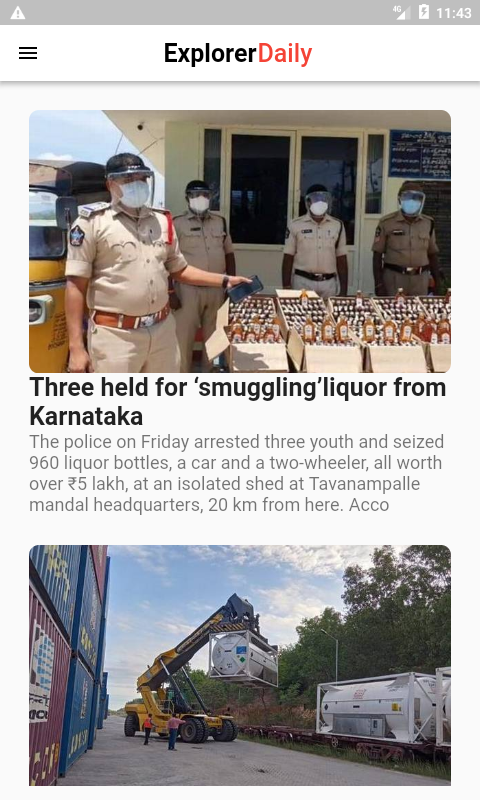 11:43
4G
ExplorerDaily
Three held for ‘smuggling’liquor from
Karnataka
The police on Friday arrested three youth and seized
960 liquor bottles, a car and a two-wheeler, all worth
over ₹5 lakh, at an isolated shed at Tavanampalle
mandal headquarters, 20 km from here. Acco